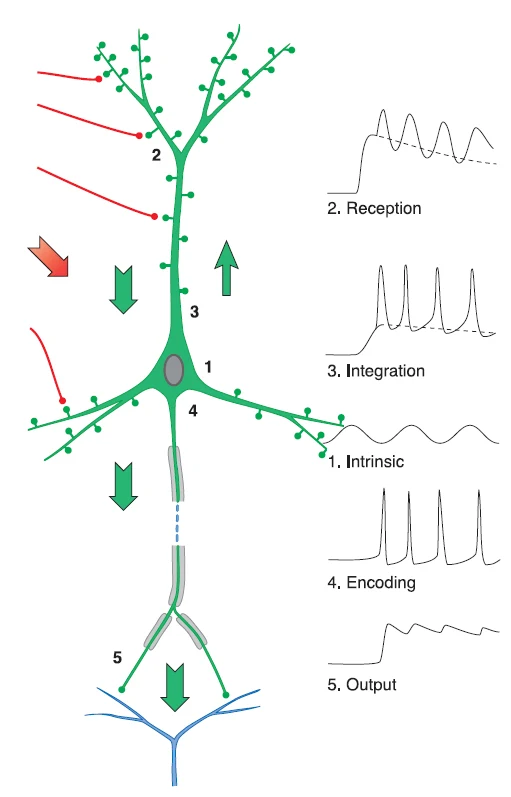 2
2. Reception
3
3. Integration
1
4
1. Intrinsic
4. Encoding
5
5. Output